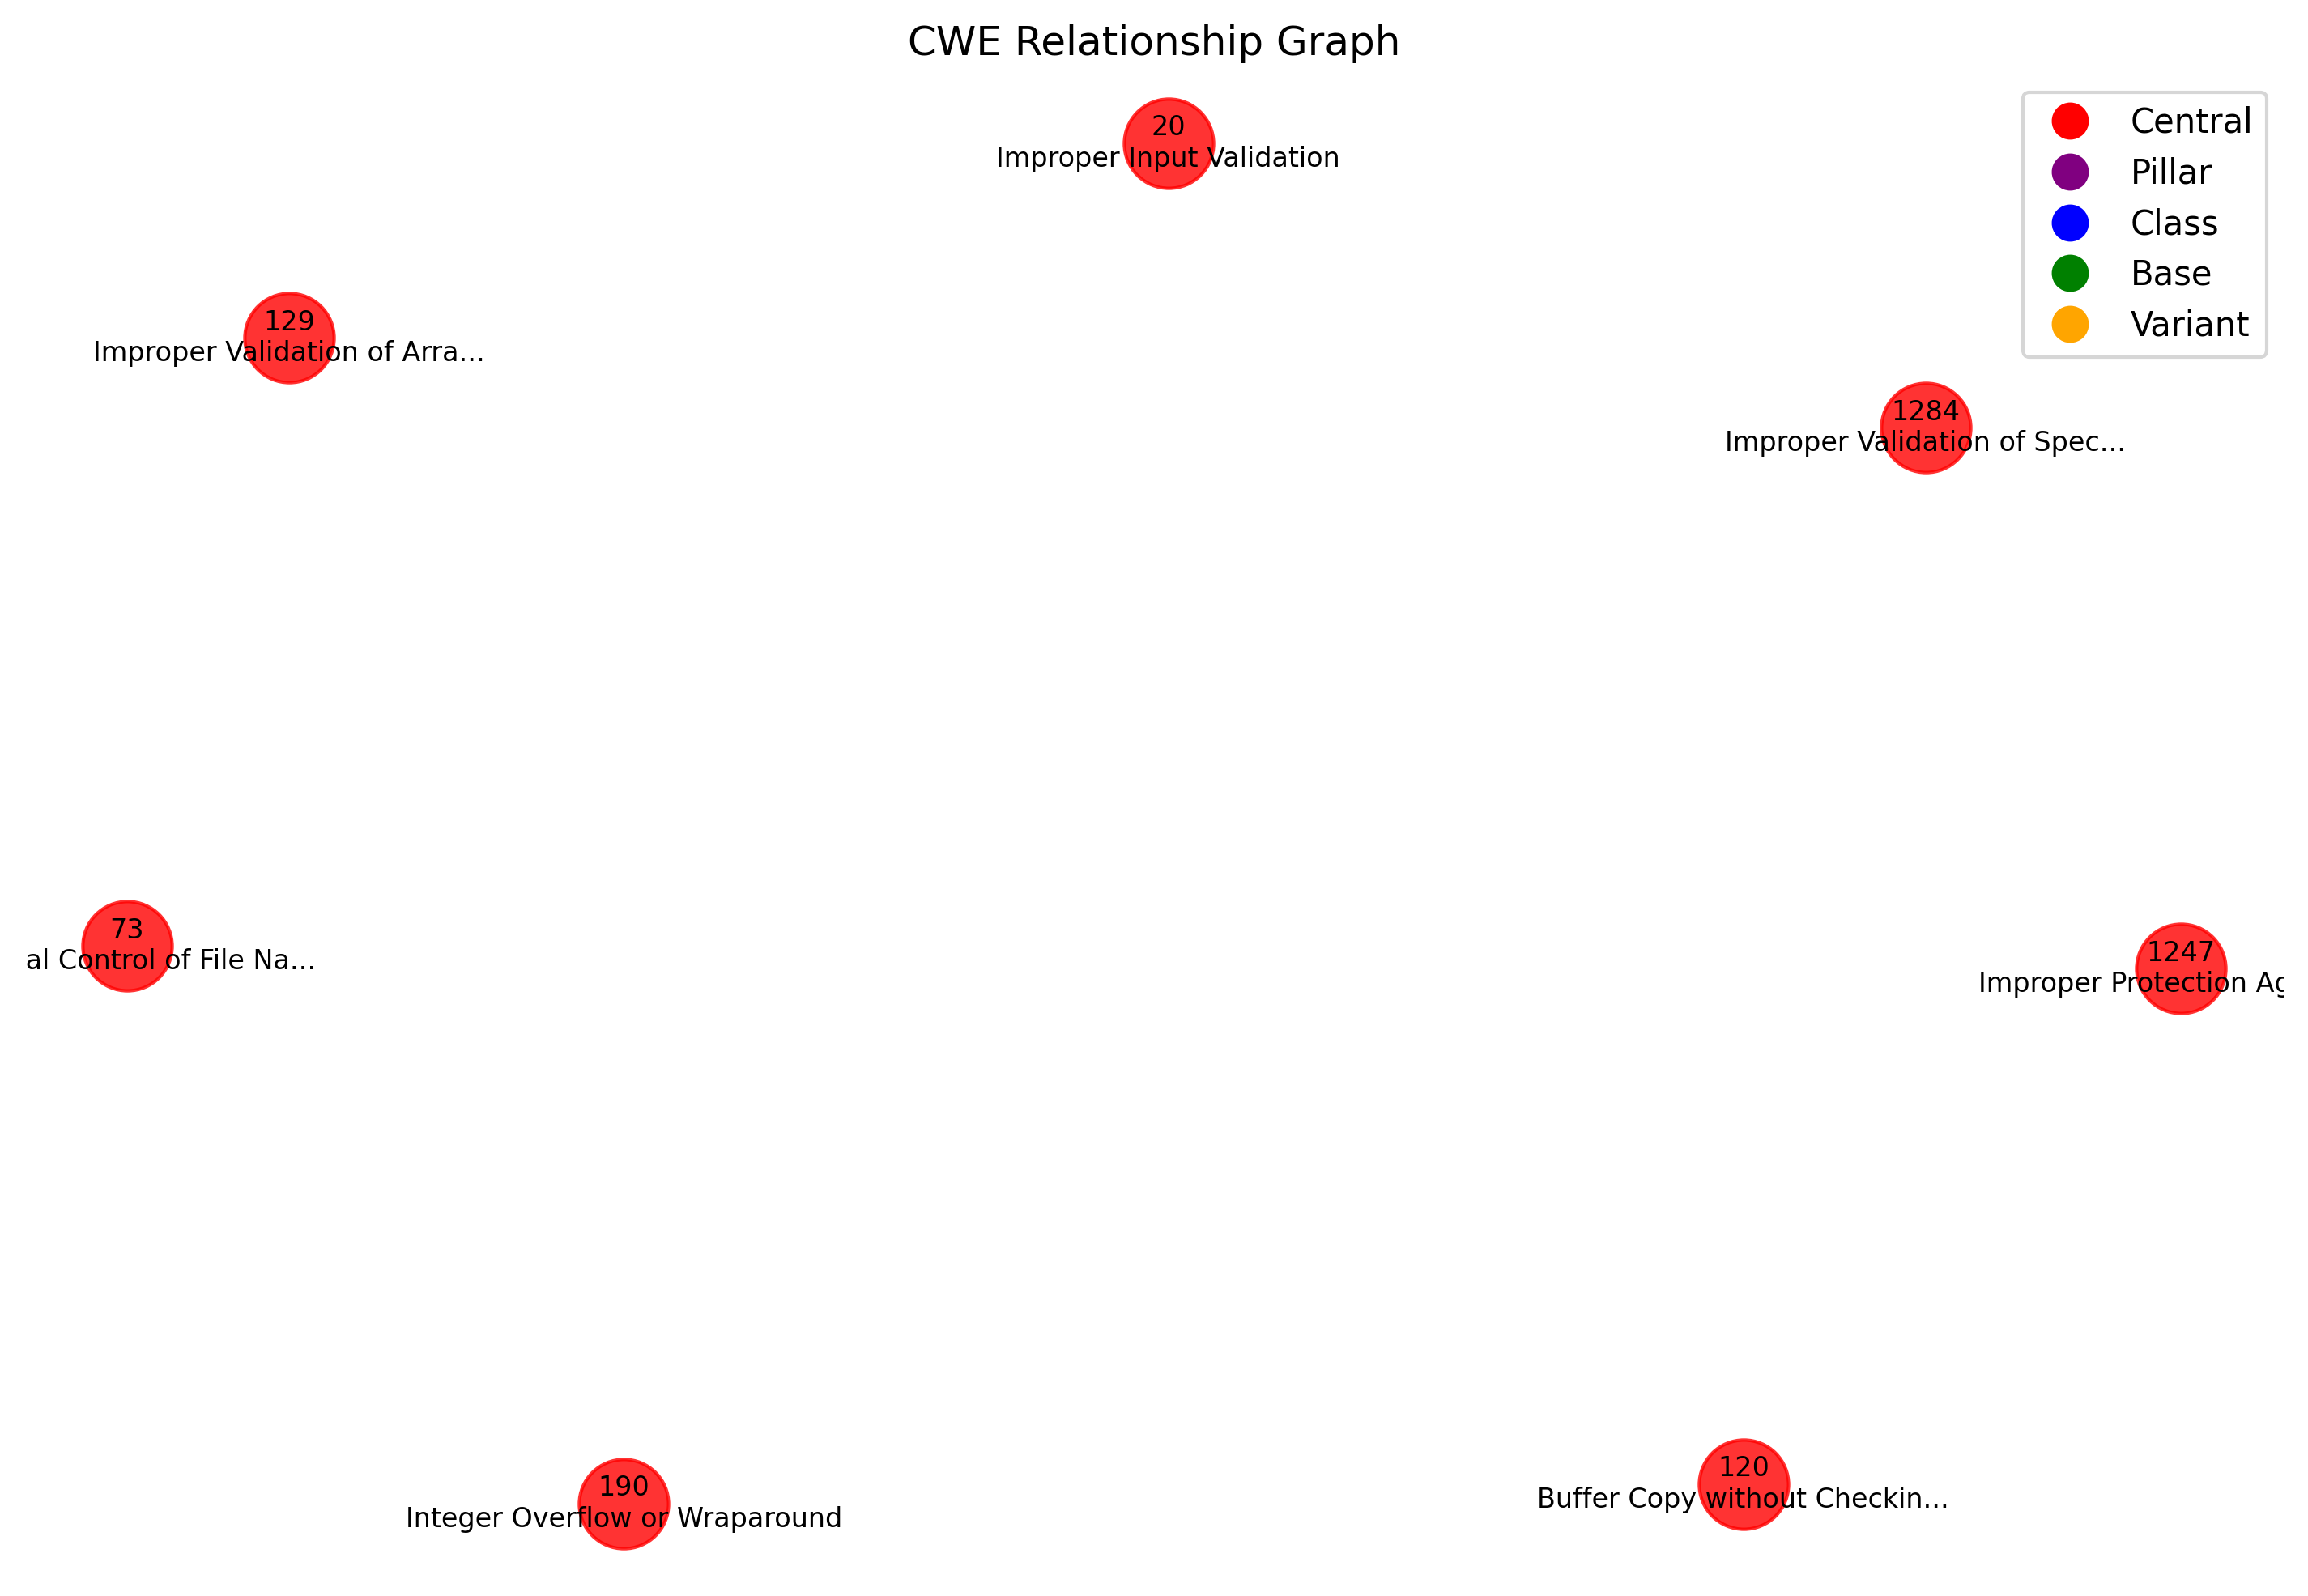 CWE Relationship Graph
20
Improper Input Validation
Central
Pillar
Class
Base
Variant
129
Improper Validation of Arra...
1284
Improper Validation of Spec...
73
al Control of File Na...
1247
Improper Protection Ag
190
Integer Overflow or Wraparound
120
Buffer Copy without Checkin...